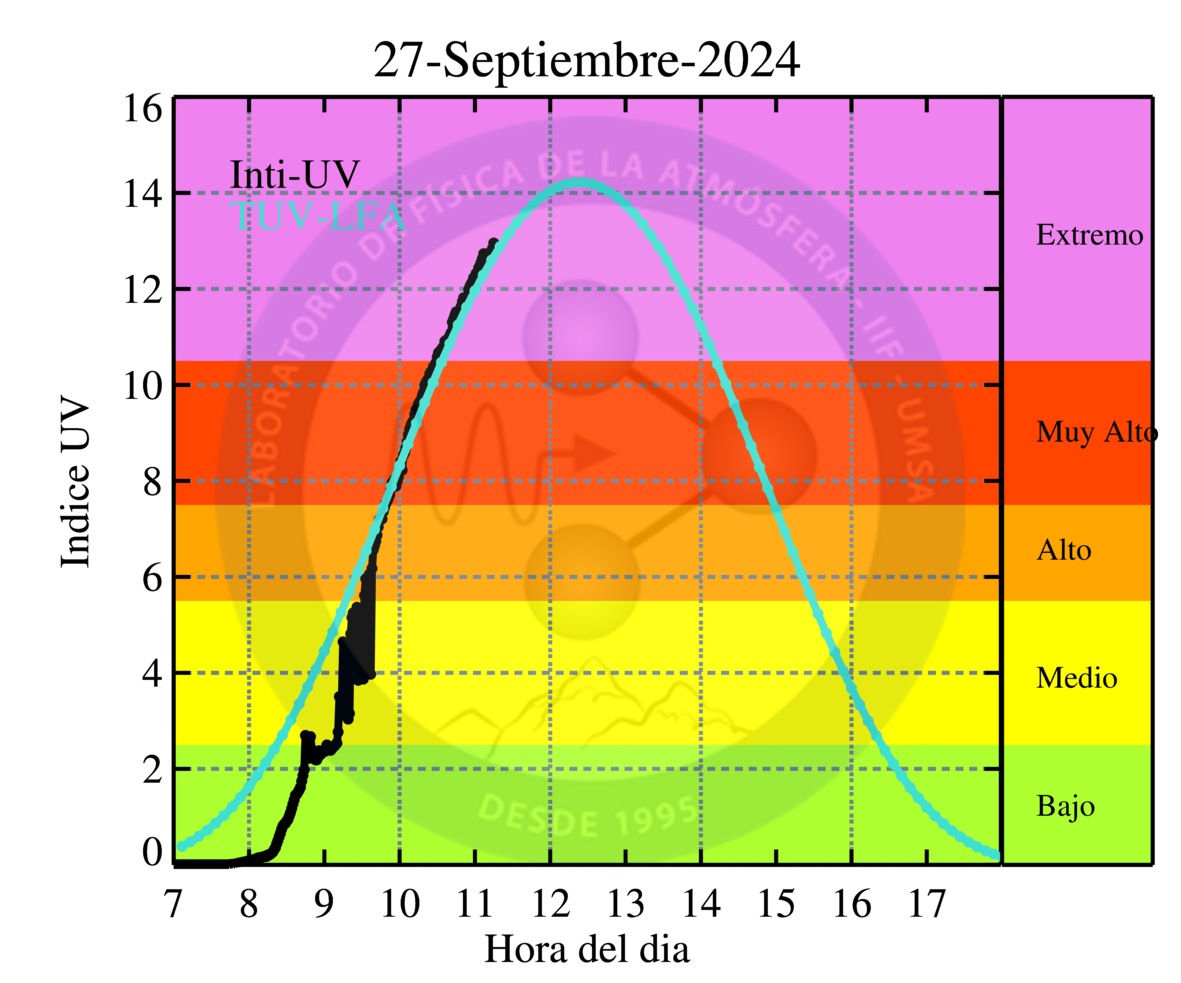 27-Septiembre-2024
16
14
12
10
8
6
4
2
0
Indice UV
Inti-UV
TUV-LFA
LABORATORIO DE FÍSICA DE LA ATMÓSFERA - IIF - UMSA
DESDE 1995
Extremo
Muy Alto
Alto
Medio
Bajo
7 8 9 10 11 12 13 14 15 16 17
Hora del dia